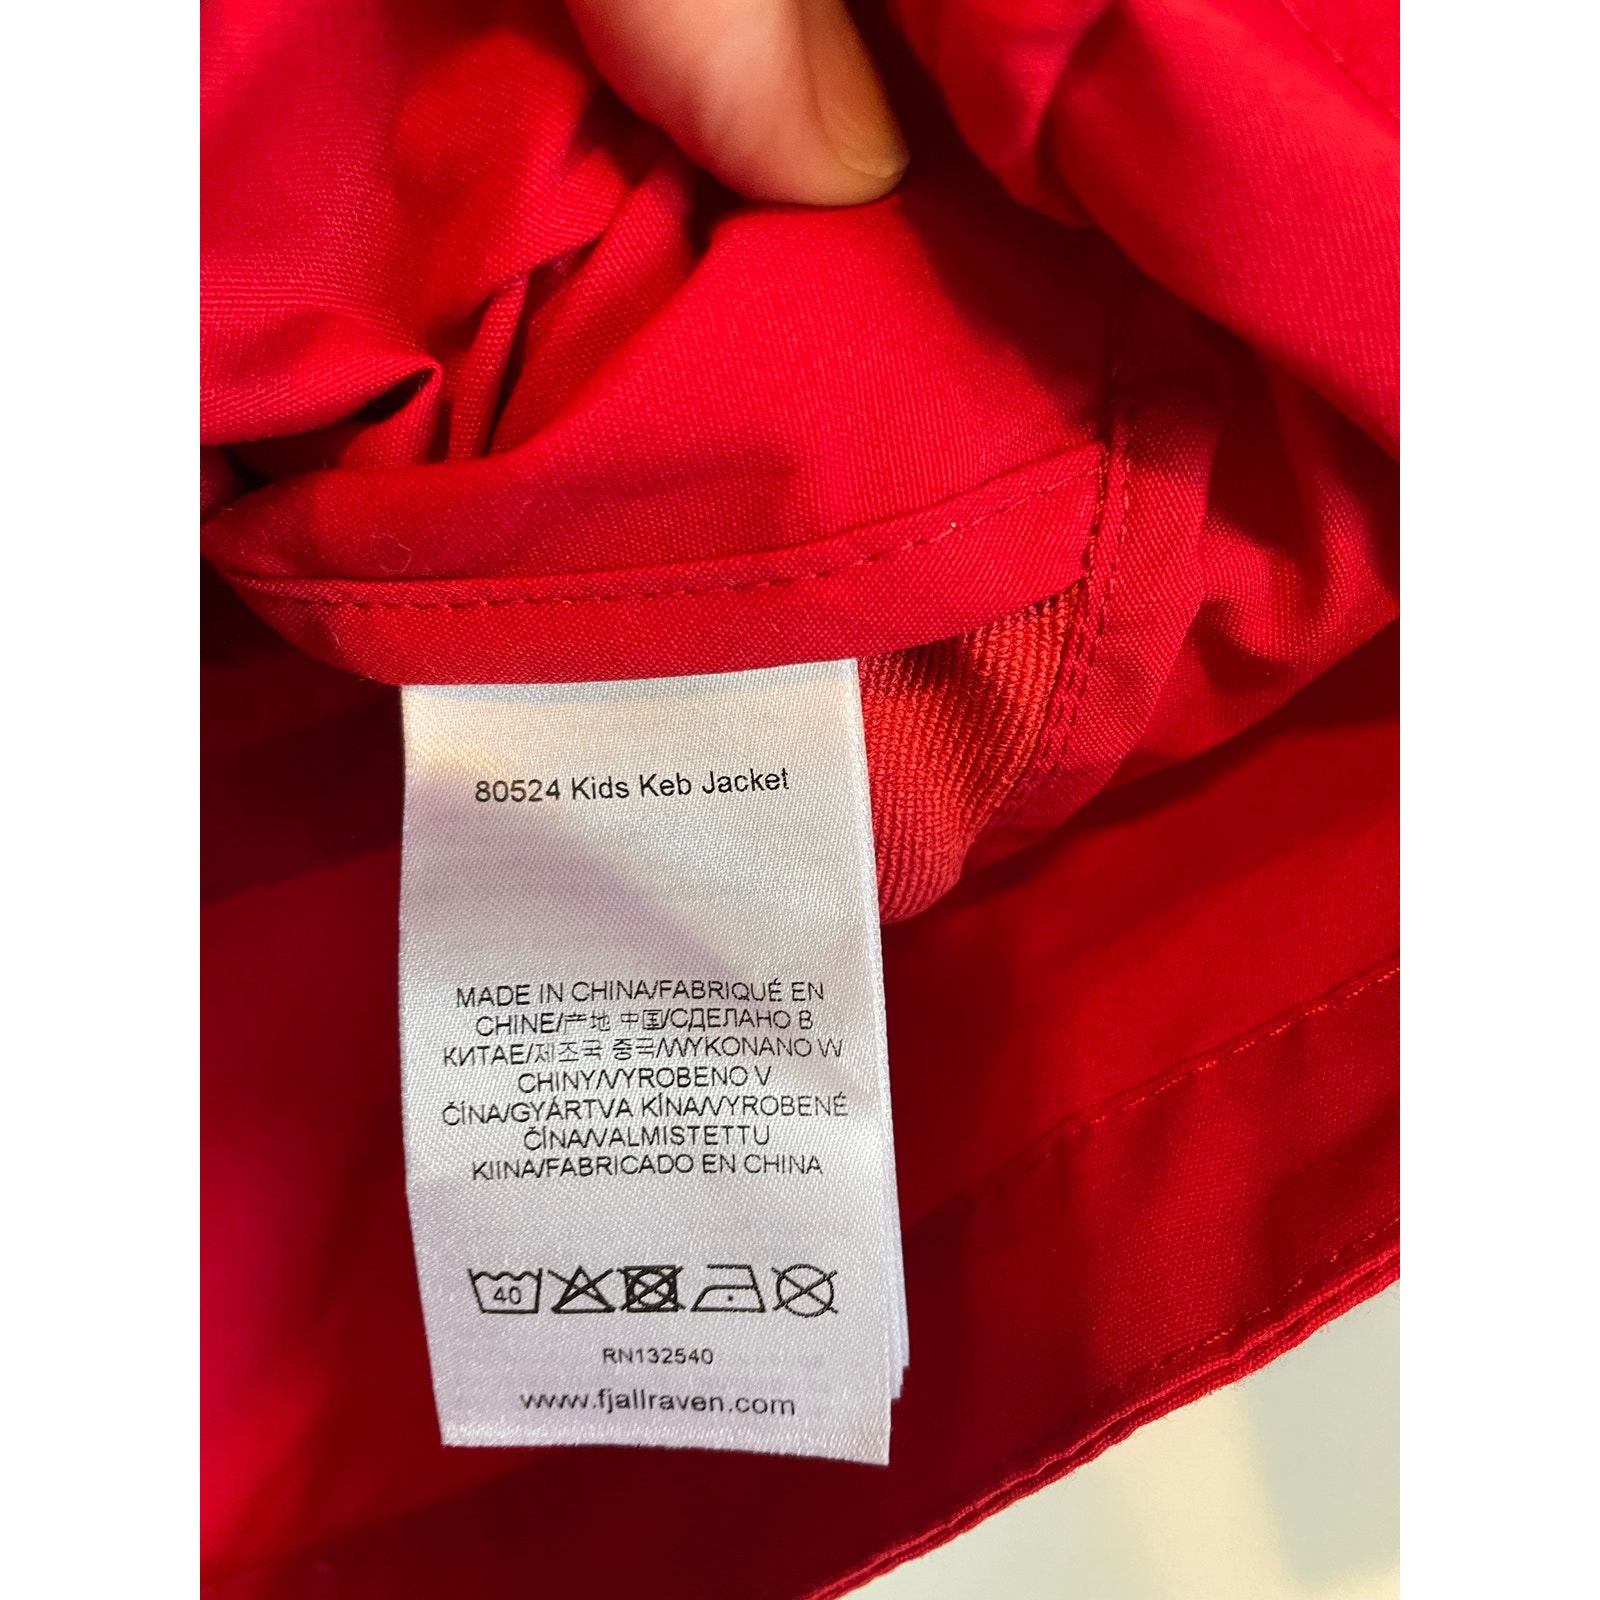 80524 Kids Keb Jacket
MADE IN CHINA/FABRIQUÉ EN
CHINE/产地 中国/СДЕЛАНО В
КИТАЕ/제조국 중국/WYKONANO W
CHINY/VYROBENO V
ČÍNA/GYÁRTVA KÍNA/VYROBENÉ
ČÍNA/VALMISTETTU
KIINA/FABRICADO EN CHINA
40
RN132540
www.fjallraven.com